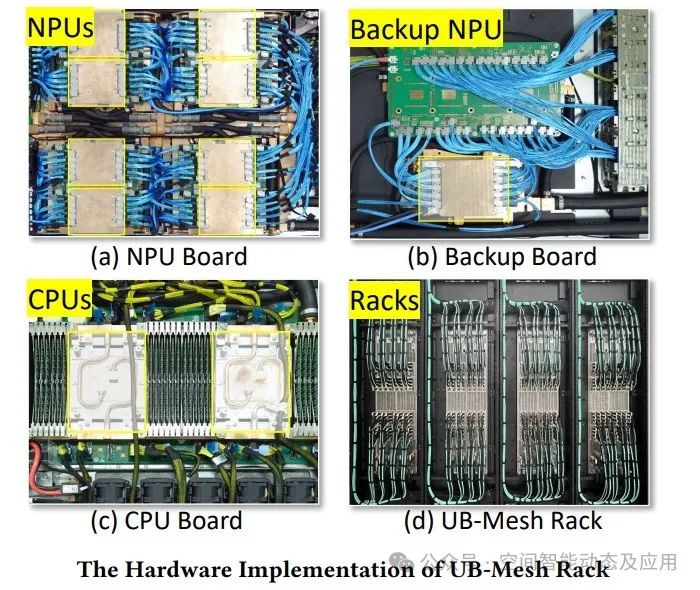 NPUs
Backup NPU
(a) NPU Board
(b) Backup Board
CPUs
Racks
(c) CPU Board
(d) UB-Mesh Rack
The Hardware Implementation of UB-Mesh Rack
公众号 · 空间智能动态及应用